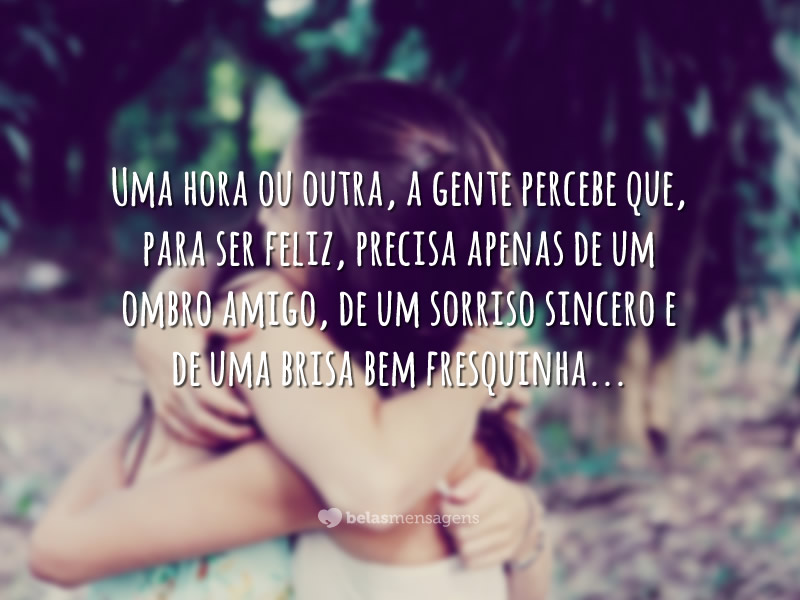 Uma hora ou outra, a gente percebe que,
para ser feliz, precisa apenas de um
ombro amigo, de um sorriso sincero e
de uma brisa bem fresquinha...
belasmensagens